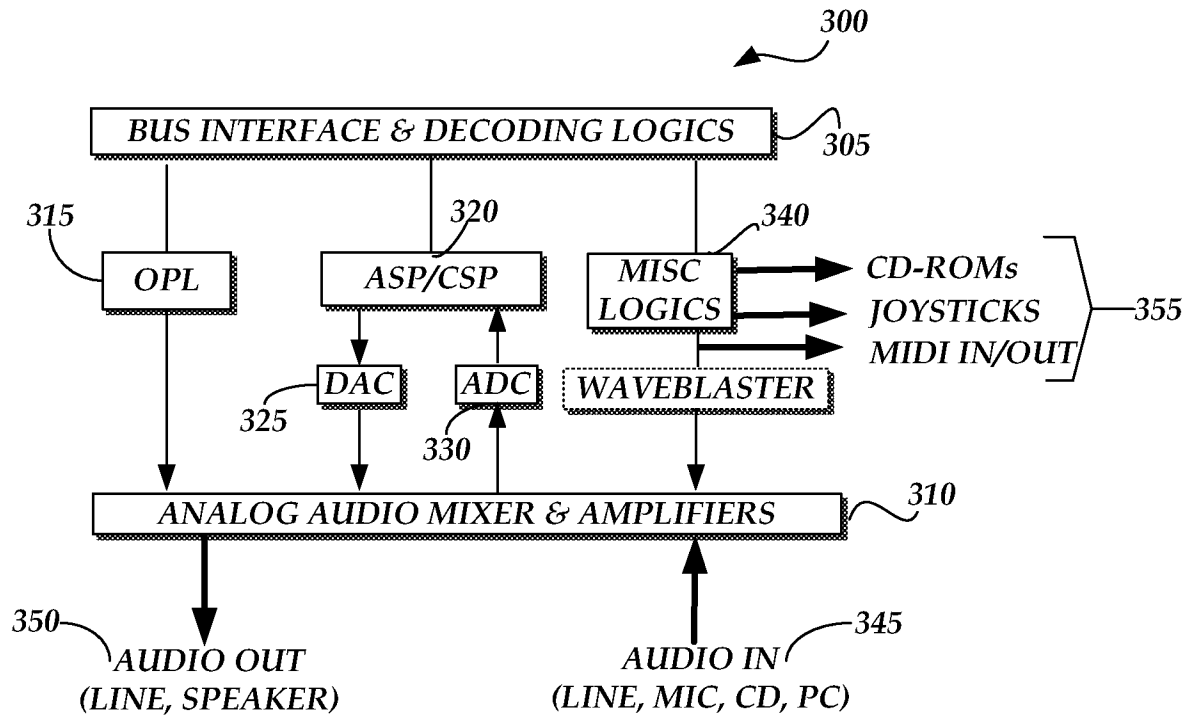 300
BUS INTERFACE & DECODING LOGICS
305
315
320
340
OPL
ASP/CSP
MISC
LOGICS
CD-ROMs
JOYSTICKS
MIDI IN/OUT
355
DAC
325
ADC
330
WAVEBLASTER
310
ANALOG AUDIO MIXER & AMPLIFIERS
350
AUDIO OUT
(LINE, SPEAKER)
345
AUDIO IN
(LINE, MIC, CD, PC)